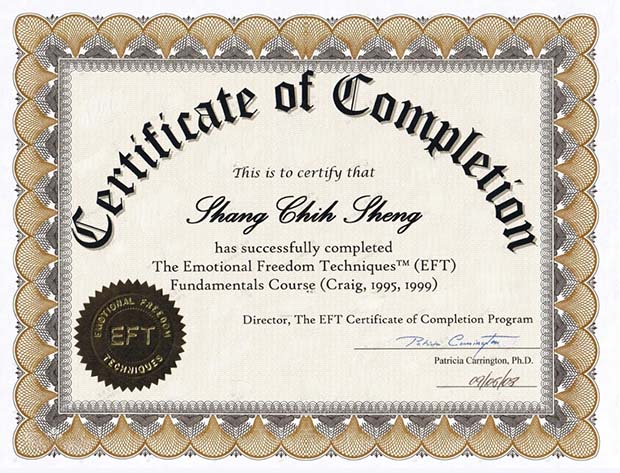 Certificate of Completion
This is to certify that
Shang Chih Sheng
has successfully completed
The Emotional Freedom Techniques™ (EFT)
Fundamentals Course (Craig, 1995, 1999)
Director, The EFT Certificate of Completion Program
Patricia Carrington
Patricia Carrington, Ph.D.
EMOTIONAL FREEDOM
EFT
TECHNIQUES